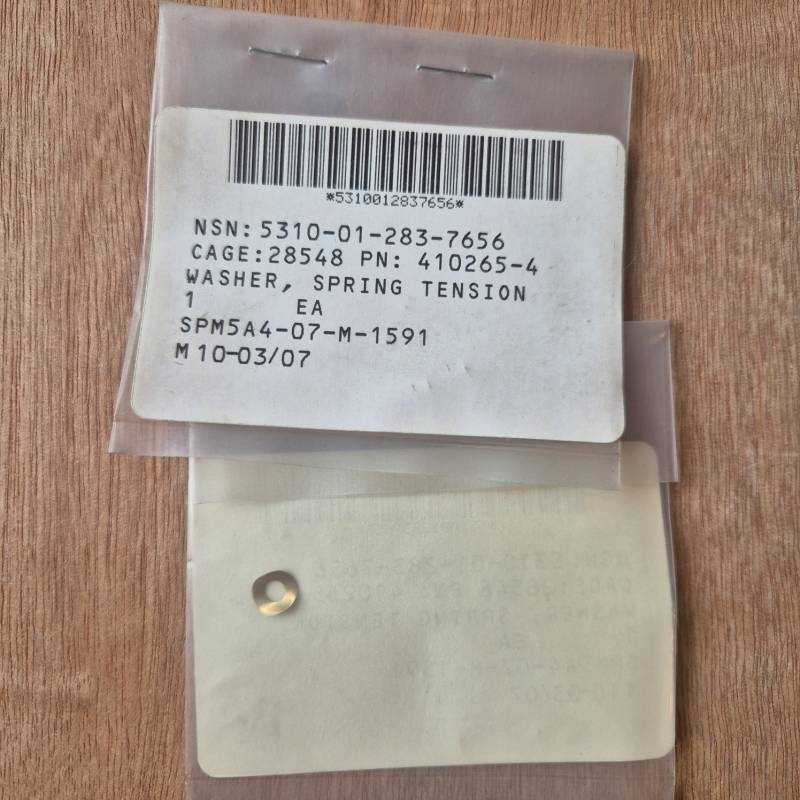 *5310012837656*
NSN: 5310-01-283-7656
CAGE:28548 PN: 410265-4
WASHER, SPRING TENSION
1 EA
SPM5A4-07-M-1591
M 10-03/07